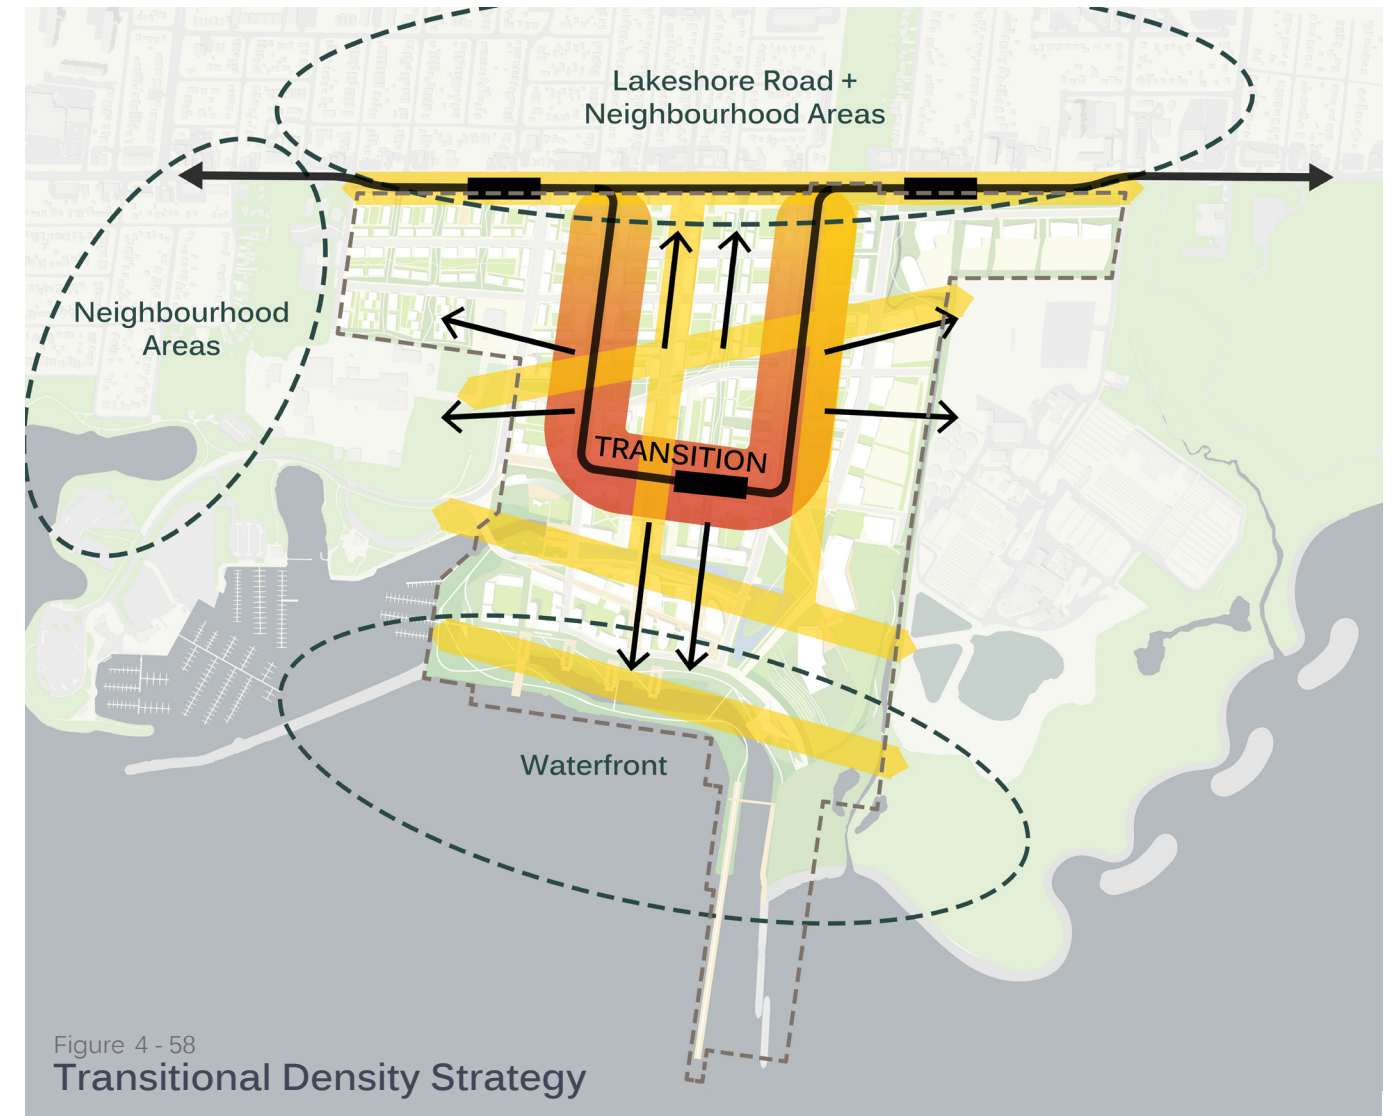 Lakeshore Road +
Neighbourhood Areas
Neighbourhood
Areas
TRANSITION
Waterfront
Figure 4 - 58
Transitional Density Strategy